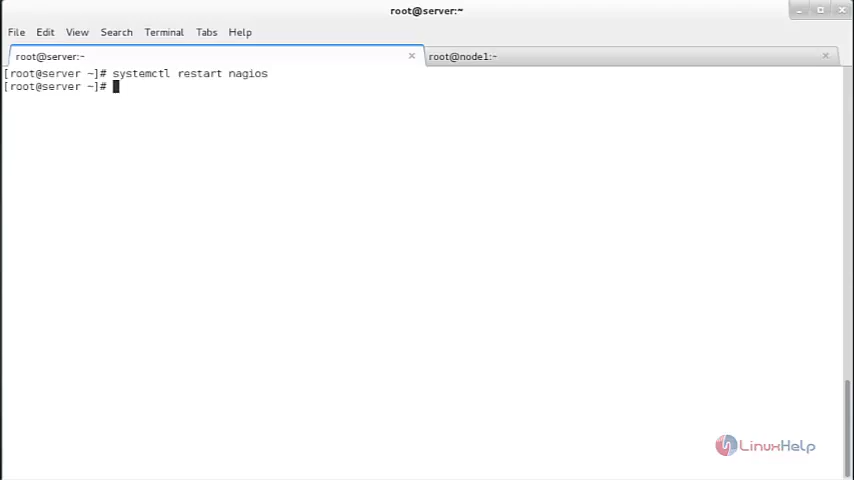 root@server:~
File Edit View Search Terminal Tabs Help
root@server:~ × root@node1:~ ×
[root@server ~]# systemctl restart nagios
[root@server ~]#
LinuxHelp